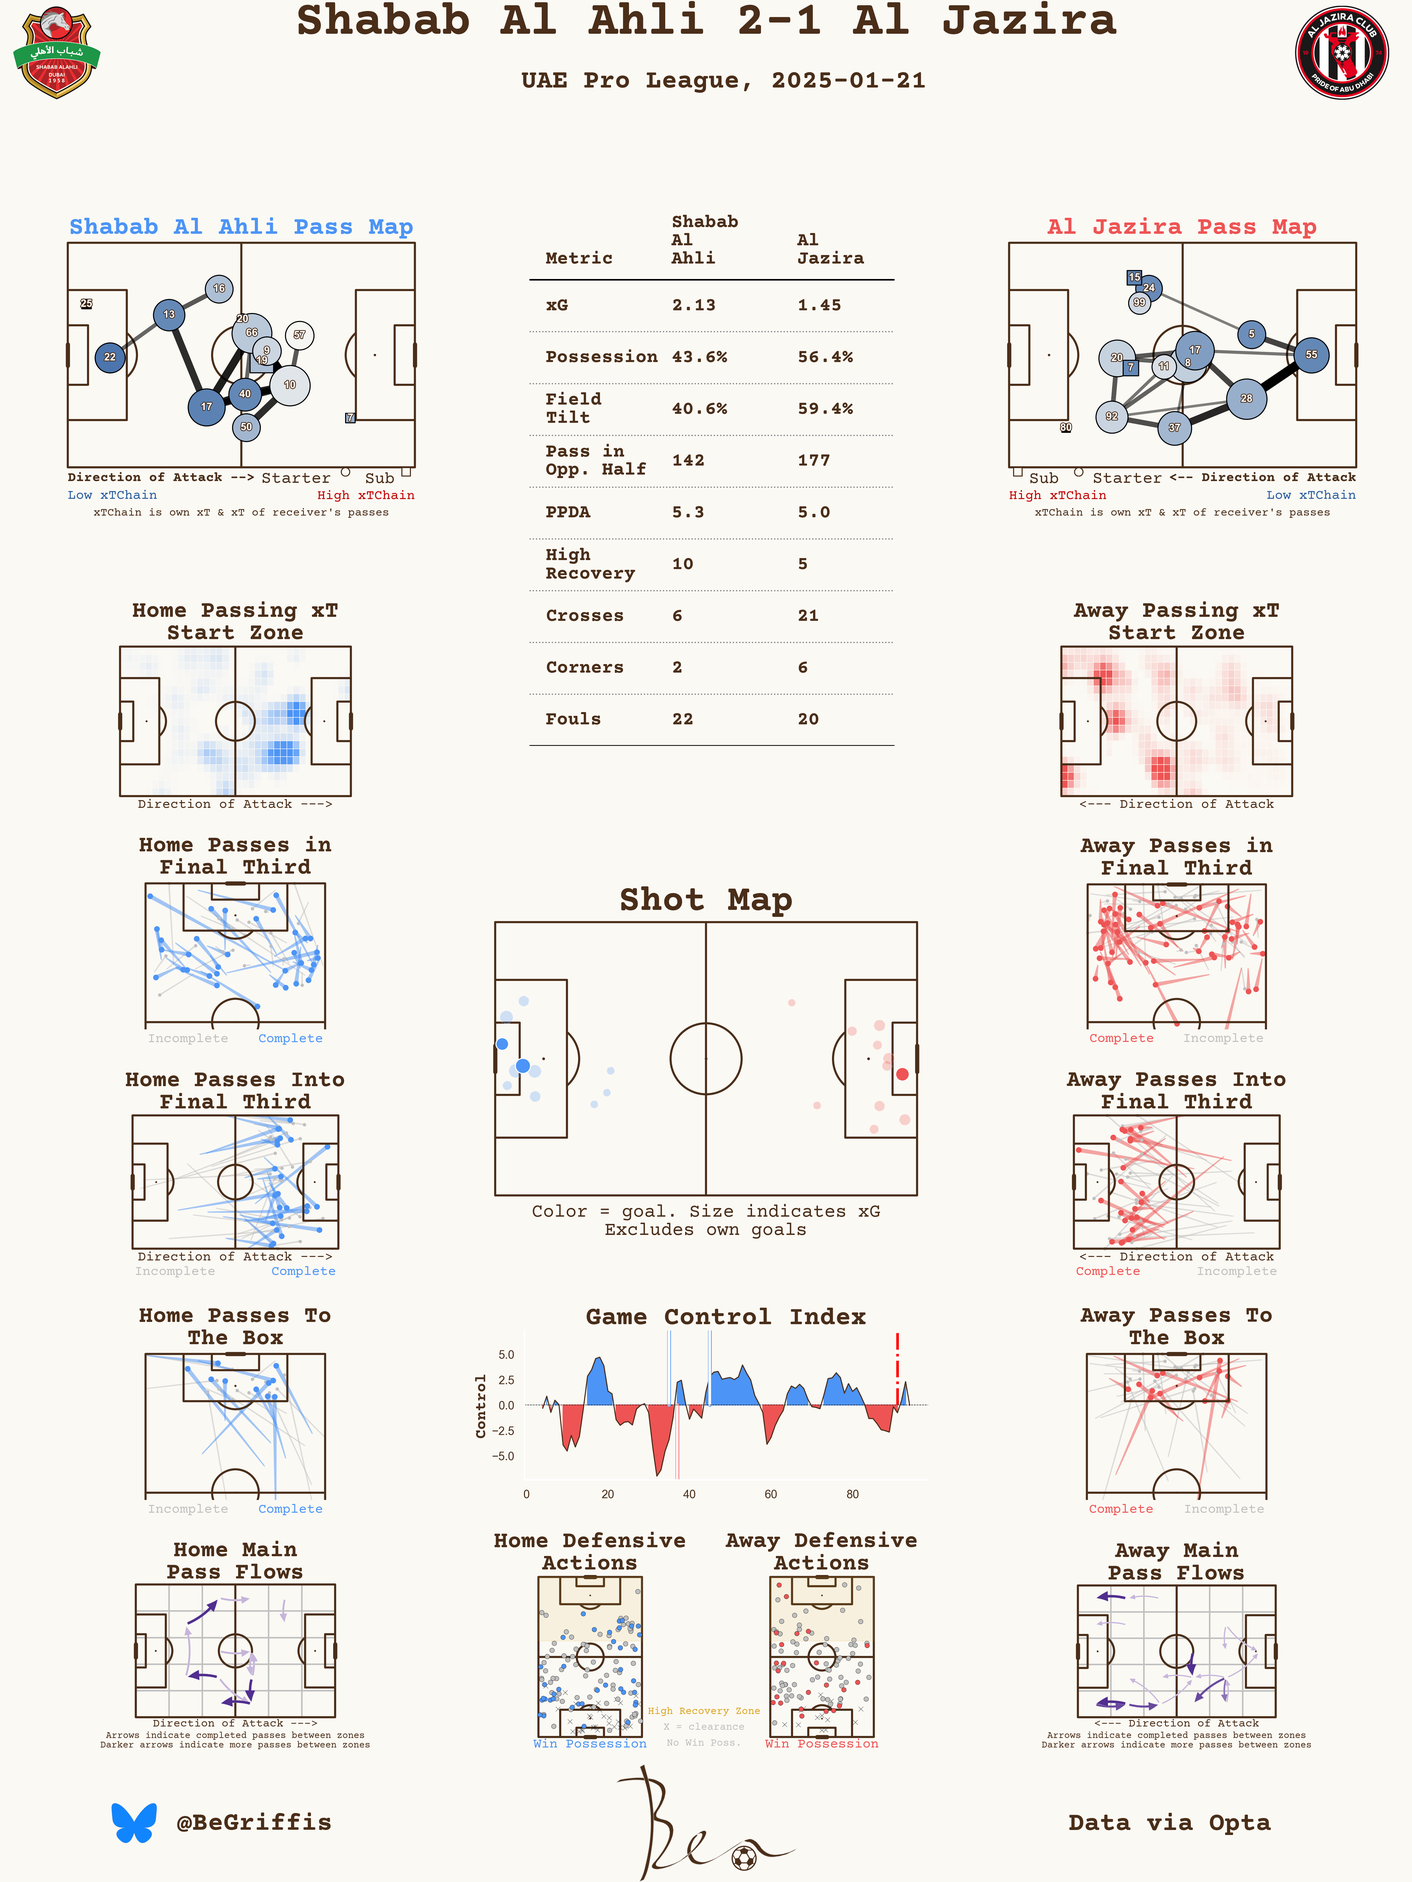 Shabab Al Ahli 2-1 Al Jazira
UAE Pro League, 2025-01-21
شباب الأهلي
SHABAB ALAHLI
DUBAI
1958
AL JAZIRA CLUB
19 74
PRIDE OF ABU DHABI
Shabab Al Ahli Pass Map
25
22
13
16
17
20
66
9
19
57
40
10
50
7
Direction of Attack --> Starter Sub
Low xTChain High xTChain
xTChain is own xT & xT of receiver's passes
Metric Shabab Al Ahli Al Jazira
xG 2.13 1.45
Possession 43.6% 56.4%
Field Tilt 40.6% 59.4%
Pass in Opp. Half 142 177
PPDA 5.3 5.0
High Recovery 10 5
Crosses 6 21
Corners 2 6
Fouls 22 20
Al Jazira Pass Map
15
24
99
5
55
20
7
11
8
17
28
92
37
80
Sub Starter <-- Direction of Attack
High xTChain Low xTChain
xTChain is own xT & xT of receiver's passes
Home Passing xT
Start Zone
Direction of Attack --->
Away Passing xT
Start Zone
<--- Direction of Attack
Home Passes in
Final Third
Incomplete Complete
Away Passes in
Final Third
Complete Incomplete
Shot Map
Color = goal. Size indicates xG
Excludes own goals
Home Passes Into
Final Third
Direction of Attack --->
Incomplete Complete
Away Passes Into
Final Third
<--- Direction of Attack
Complete Incomplete
Home Passes To
The Box
Incomplete Complete
Game Control Index
Control
5.0
2.5
0.0
−2.5
−5.0
0 20 40 60 80
Away Passes To
The Box
Complete Incomplete
Home Main
Pass Flows
Direction of Attack --->
Arrows indicate completed passes between zones
Darker arrows indicate more passes between zones
Home Defensive
Actions
Win Possession
High Recovery Zone
X = clearance
No Win Poss.
Away Defensive
Actions
Win Possession
Away Main
Pass Flows
<--- Direction of Attack
Arrows indicate completed passes between zones
Darker arrows indicate more passes between zones
@BeGriffis
Ben
Data via Opta